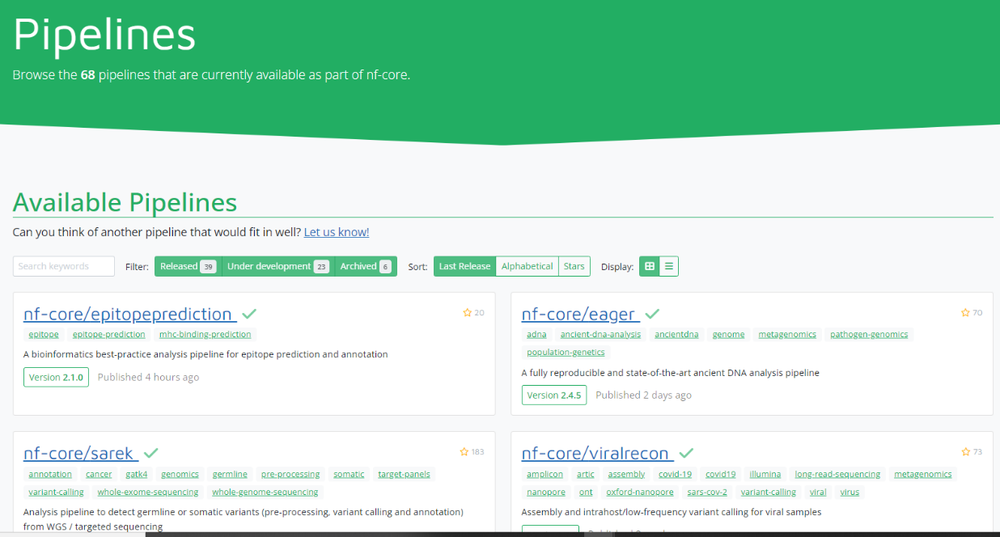 Pipelines
Browse the 68 pipelines that are currently available as part of nf-core.
Available Pipelines
Can you think of another pipeline that would fit in well? Let us know!
Search keywords Filter: Released 39 Under development 23 Archived 6 Sort: Last Release Alphabetical Stars Display:
nf-core/epitopeprediction 20
epitope epitope-prediction mhc-binding-prediction
A bioinformatics best-practice analysis pipeline for epitope prediction and annotation
Version 2.1.0 Published 4 hours ago
nf-core/eager 70
adna ancient-dna-analysis ancientdna genome metagenomics pathogen-genomics
population-genetics
A fully reproducible and state-of-the-art ancient DNA analysis pipeline
Version 2.4.5 Published 2 days ago
nf-core/sarek 183
annotation cancer gatk4 genomics germline pre-processing somatic target-panels
variant-calling whole-exome-sequencing whole-genome-sequencing
Analysis pipeline to detect germline or somatic variants (pre-processing, variant calling and annotation)
from WGS / targeted sequencing
nf-core/viralrecon 73
amplicon artic assembly covid-19 covid19 illumina long-read-sequencing metagenomics
nanopore ont oxford-nanopore sars-cov-2 variant-calling viral virus
Assembly and intrahost/low-frequency variant calling for viral samples